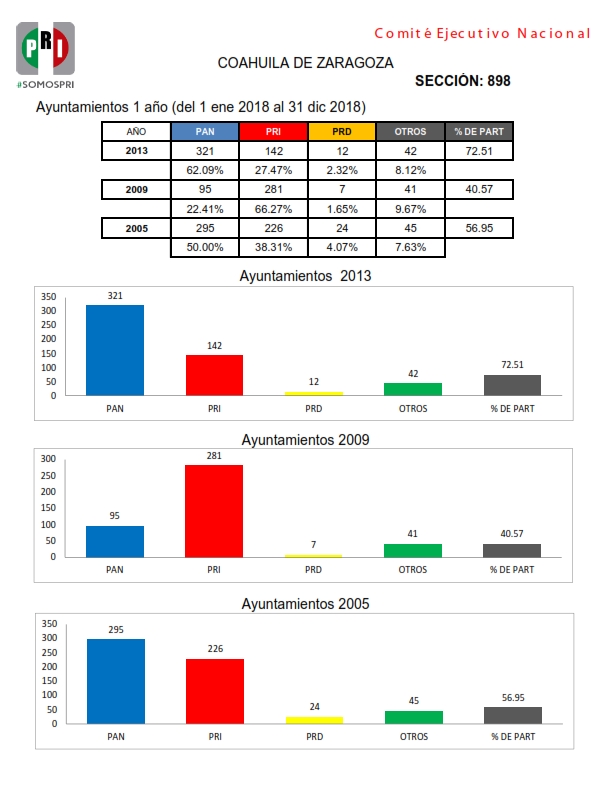 Comité Ejecutivo Nacional
PRI
#SOMOSPRI
COAHUILA DE ZARAGOZA
SECCIÓN: 898
Ayuntamientos 1 año (del 1 ene 2018 al 31 dic 2018)
AÑO PAN PRI PRD OTROS % DE PART
2013 321 142 12 42 72.51
62.09% 27.47% 2.32% 8.12%
2009 95 281 7 41 40.57
22.41% 66.27% 1.65% 9.67%
2005 295 226 24 45 56.95
50.00% 38.31% 4.07% 7.63%
Ayuntamientos 2013
350
300
250
200
150
100
50
0
321 142 12 42 72.51
PAN PRI PRD OTROS % DE PART
Ayuntamientos 2009
300
250
200
150
100
50
0
95 281 7 41 40.57
PAN PRI PRD OTROS % DE PART
Ayuntamientos 2005
350
300
250
200
150
100
50
0
295 226 24 45 56.95
PAN PRI PRD OTROS % DE PART